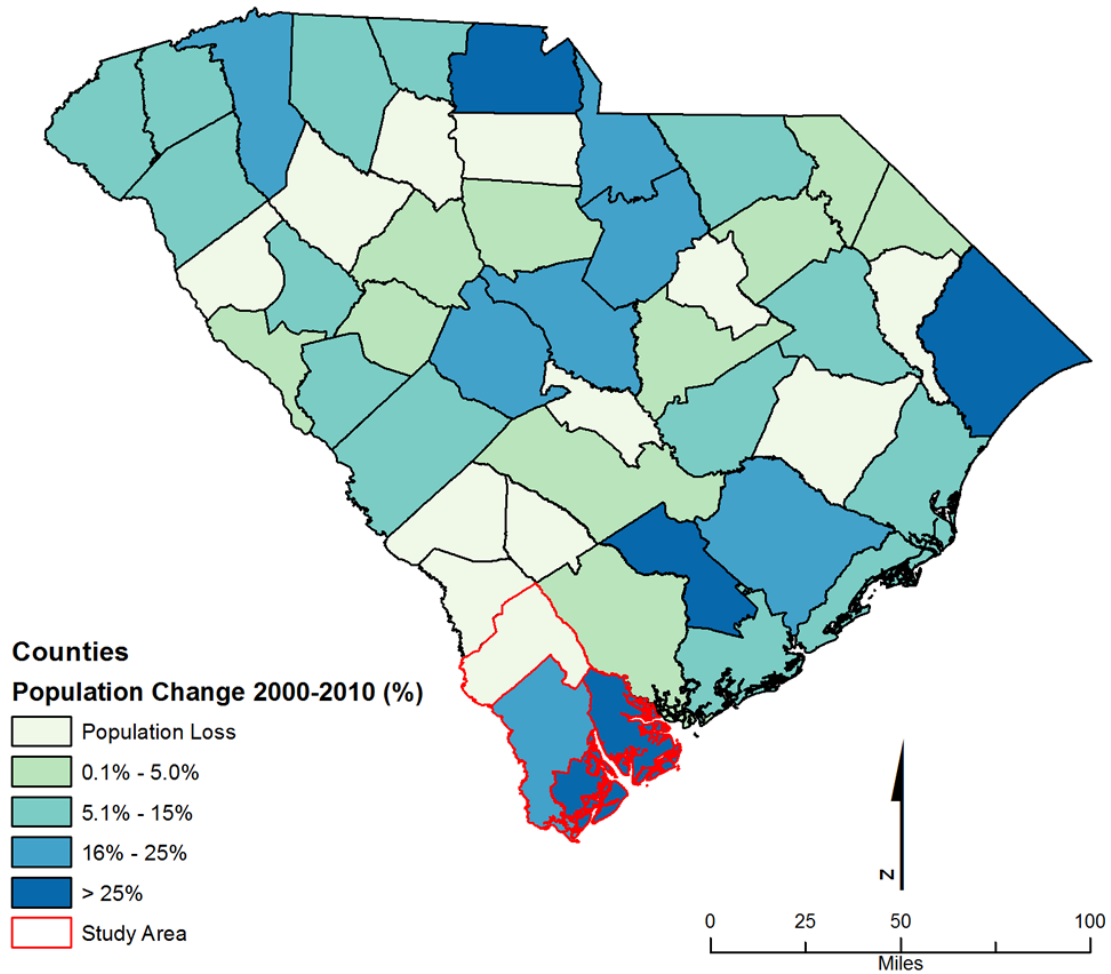 Counties
Population Change 2000-2010 (%)
Population Loss
0.1% - 5.0%
5.1% - 15%
16% - 25%
> 25%
Study Area
N
0 25 50 100
Miles